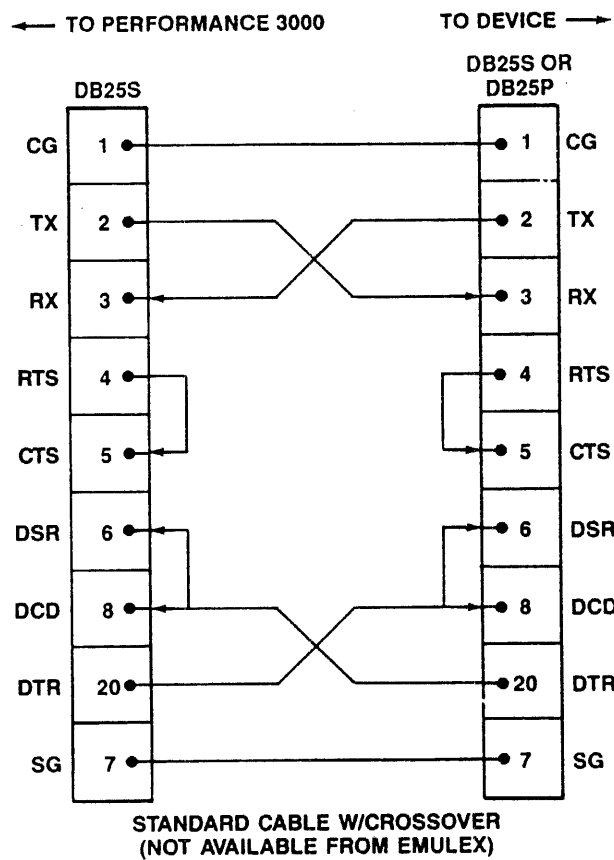 TO PERFORMANCE 3000 TO DEVICE
DB25S DB25S OR
DB25P
CG 1 1 CG
TX 2 2 TX
RX 3 3 RX
RTS 4 4 RTS
CTS 5 5 CTS
DSR 6 6 DSR
DCD 8 8 DCD
DTR 20 20 DTR
SG 7 7 SG
STANDARD CABLE W/CROSSOVER
(NOT AVAILABLE FROM EMULEX)